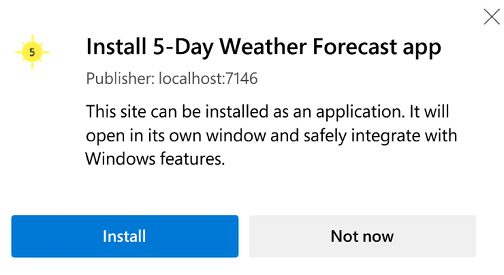 5
Install 5-Day Weather Forecast app
Publisher: localhost:7146
This site can be installed as an application. It will
open in its own window and safely integrate with
Windows features.
Install
Not now